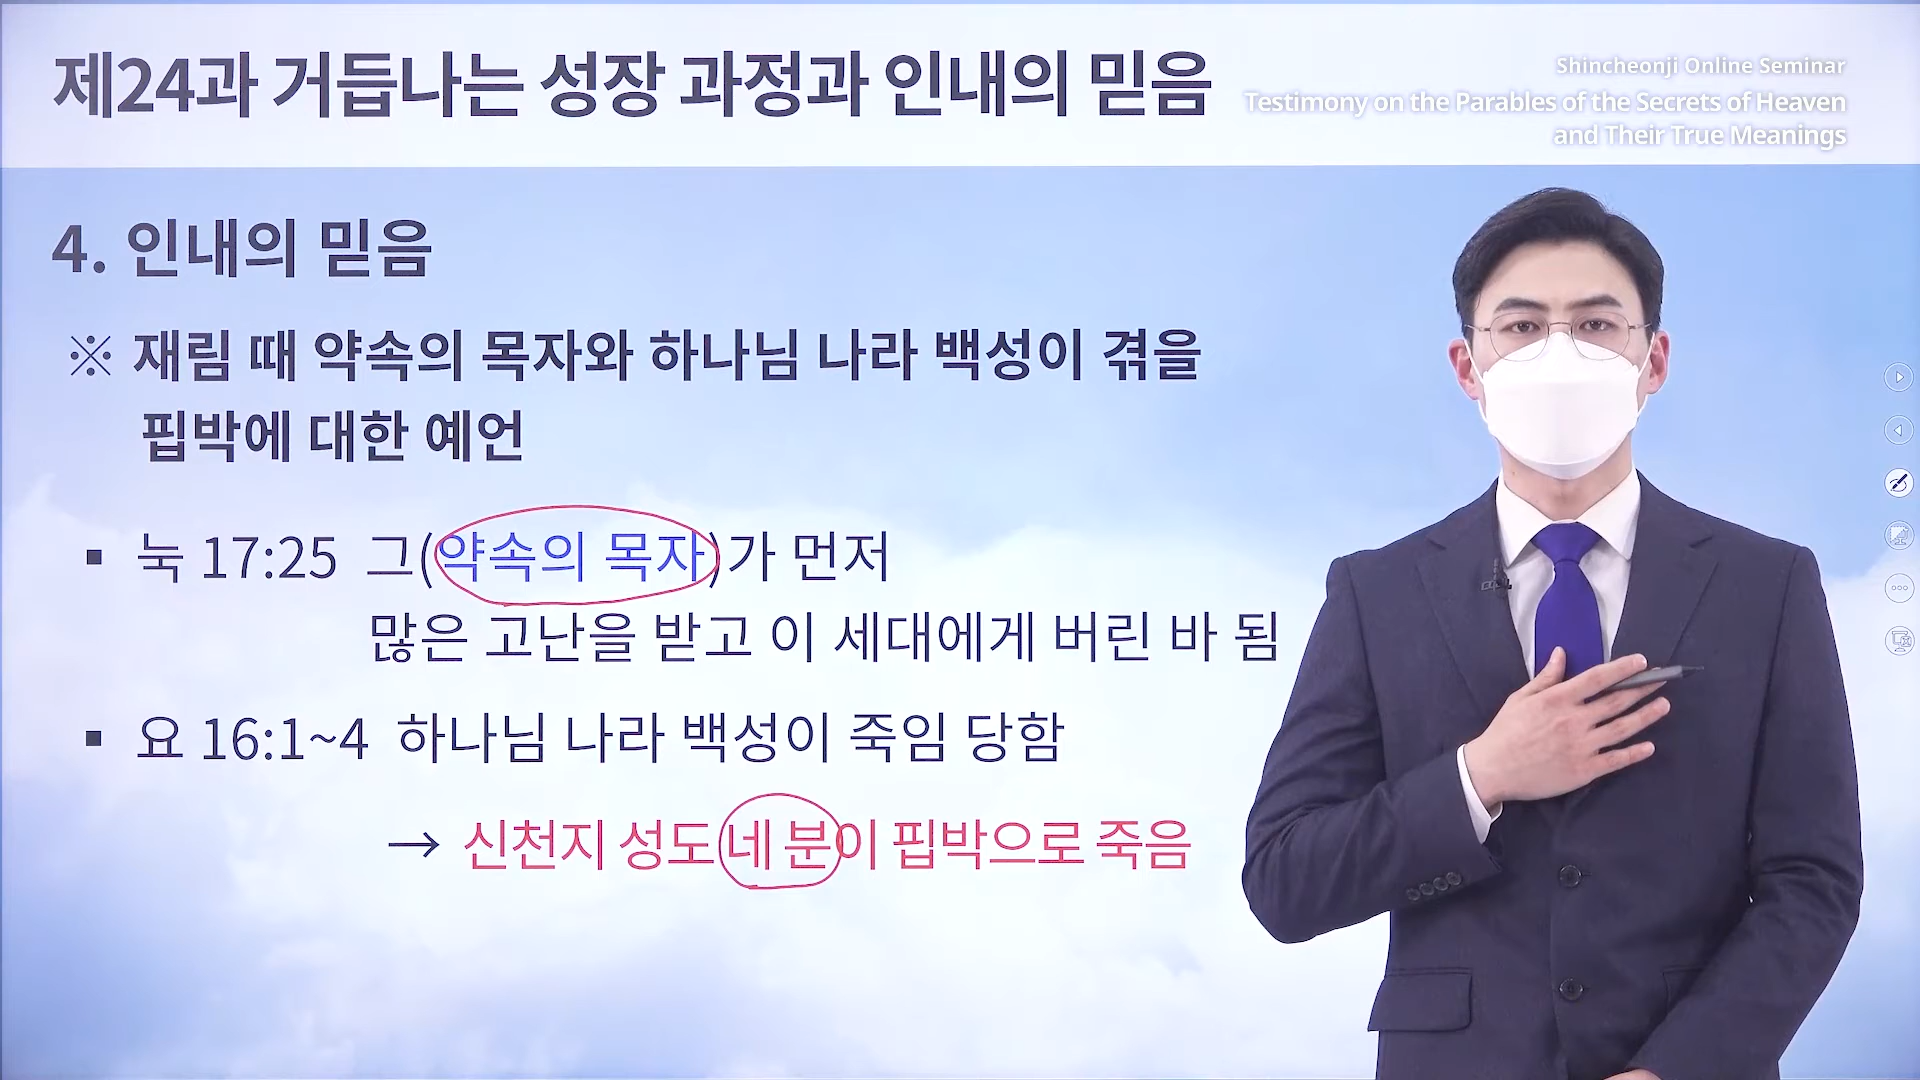 제24과 거듭나는 성장 과정과 인내의 믿음
Shincheonji Online Seminar
Testimony on the Parables of the Secrets of Heaven
and Their True Meanings
4. 인내의 믿음
※ 재림 때 약속의 목자와 하나님 나라 백성이 겪을
핍박에 대한 예언
▪ 눅 17:25 그(약속의 목자)가 먼저
많은 고난을 받고 이 세대에게 버린 바 됨
▪ 요 16:1~4 하나님 나라 백성이 죽임 당함
→ 신천지 성도 네 분이 핍박으로 죽음